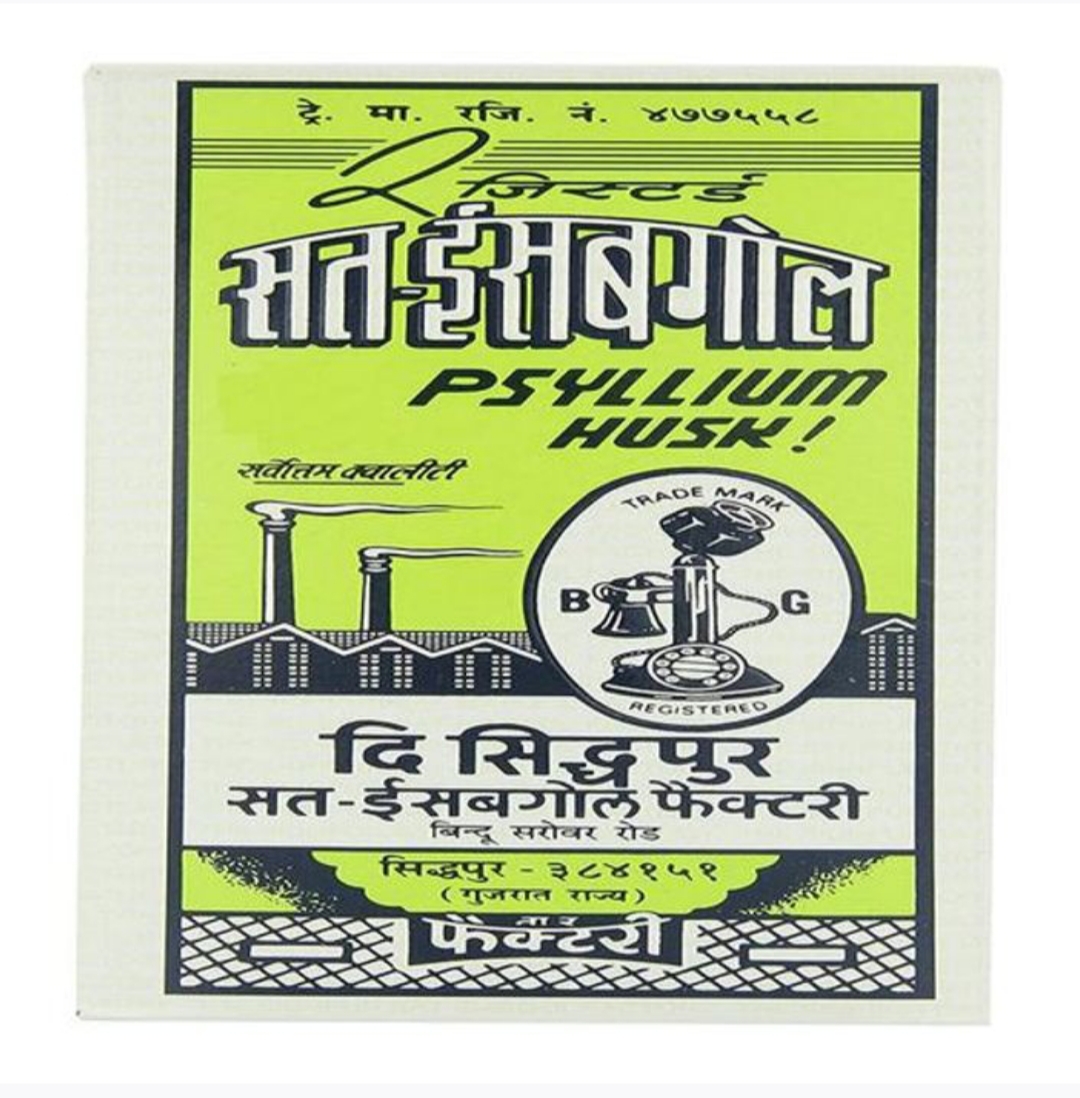 ट्रे. मा. रजि. नं. ४७७५५८
रजिस्टर्ड
सत-ईसबगोल
PSYLLIUM
HUSK!
सर्वोत्तम क्वालीटी
TRADE MARK
B G
REGISTERED
दि सिद्धपुर
सत-ईसबगोल फैक्टरी
बिन्दू सरोवर रोड
सिद्धपुर - ३८४१५१
(गुजरात राज्य)
तार
फैक्टरी